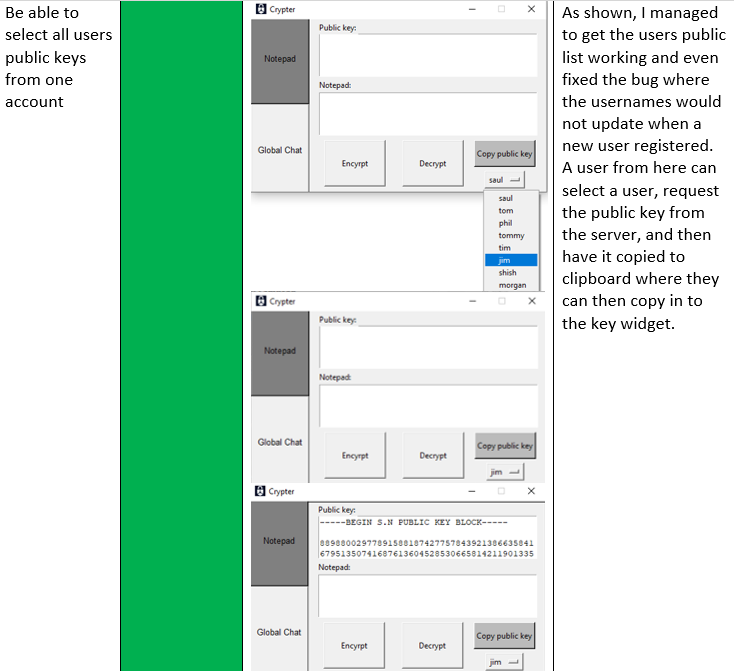 Be able to
select all users
public keys
from one
account
Crypter
Public key:
Notepad
Notepad:
Global Chat
Encyrpt
Decrypt
Copy public key
saul
saul
tom
phil
tommy
tim
jim
shish
morgan
Crypter
Public key:
Notepad
Notepad:
Global Chat
Encyrpt
Decrypt
Copy public key
jim
Crypter
Public key:
-----BEGIN S.N PUBLIC KEY BLOCK-----
88988002977891588187427757843921386635841
67951350741687613604528530665814211901335
Notepad
Notepad:
Global Chat
Encyrpt
Decrypt
Copy public key
jim
As shown, I managed
to get the users public
list working and even
fixed the bug where
the usernames would
not update when a
new user registered.
A user from here can
select a user, request
the public key from
the server, and then
have it copied to
clipboard where they
can then copy in to
the key widget.